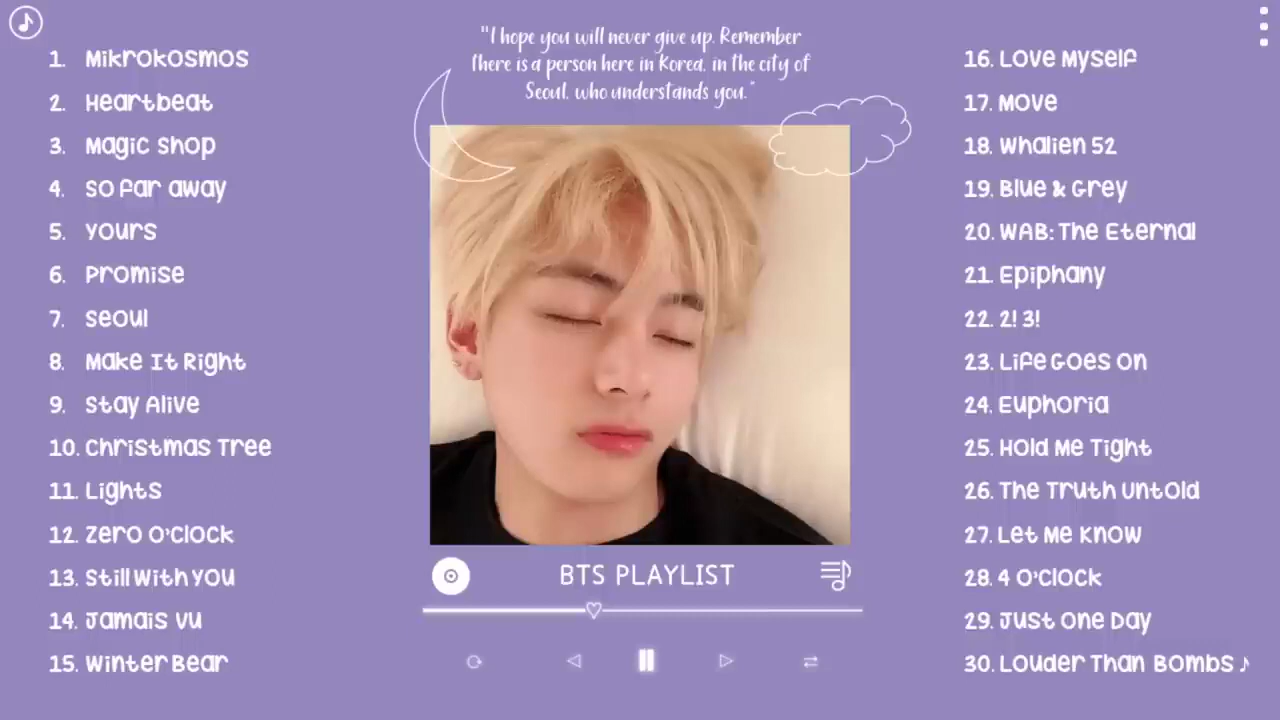 "I hope you will never give up. Remember
there is a person here in Korea, in the city of
Seoul, who understands you."
1. Mikrokosmos
2. Heartbeat
3. Magic Shop
4. So Far Away
5. Yours
6. Promise
7. Seoul
8. Make It Right
9. Stay Alive
10. Christmas Tree
11. Lights
12. Zero O'Clock
13. Still With You
14. Jamais Vu
15. Winter Bear
BTS PLAYLIST
16. Love Myself
17. Move
18. Whalien 52
19. Blue & Grey
20. WAB: The Eternal
21. Epiphany
22. 2! 3!
23. Life Goes On
24. Euphoria
25. Hold Me Tight
26. The Truth Untold
27. Let Me Know
28. 4 O'Clock
29. Just One Day
30. Louder Than Bombs ♪